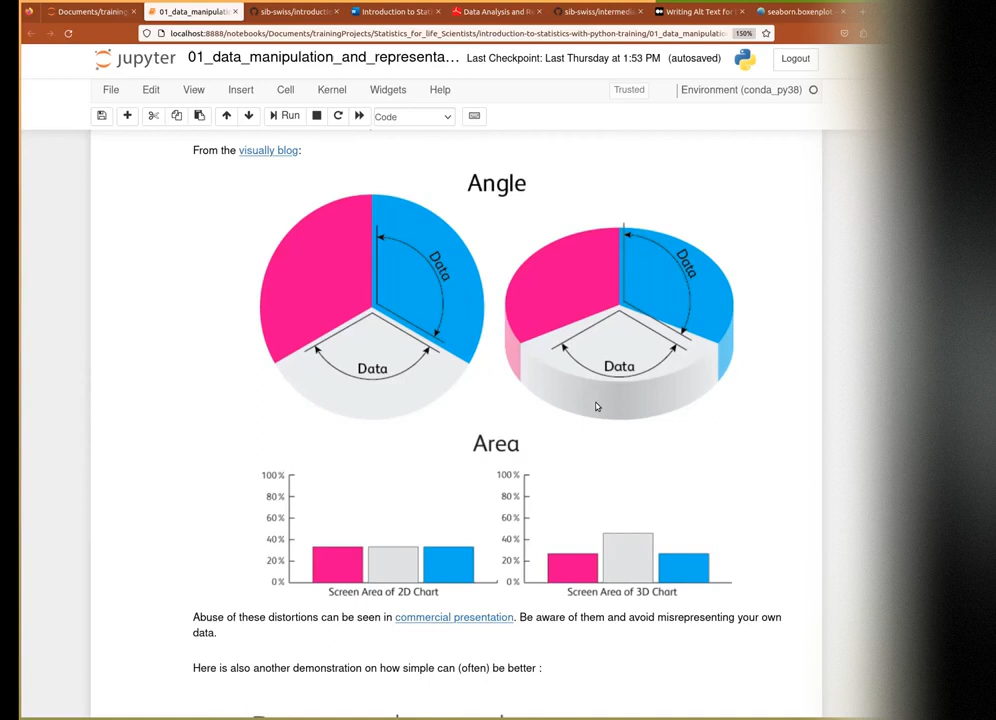 Documents/training
01_data_manipulat
sib-swiss/introducti
Introduction to Stati
Data Analysis and Re
sib-swiss/intermedia
Writing Alt Text for D
seaborn.boxenplot —
localhost:8888/notebooks/Documents/trainingProjects/Statistics_for_life_Scientists/introduction-to-statistics-with-python-training/01_data_manipulation
150%
jupyter 01_data_manipulation_and_representa... Last Checkpoint: Last Thursday at 1:53 PM (autosaved)
Logout
File Edit View Insert Cell Kernel Widgets Help
Trusted
Environment (conda_py38)
Run
Code
From the visually blog:
Angle
Data
Data
Data
Data
Area
100%
80%
60%
40%
20%
0%
Screen Area of 2D Chart
100%
80%
60%
40%
20%
0%
Screen Area of 3D Chart
Abuse of these distortions can be seen in commercial presentation. Be aware of them and avoid misrepresenting your own
data.
Here is also another demonstration on how simple can (often) be better :